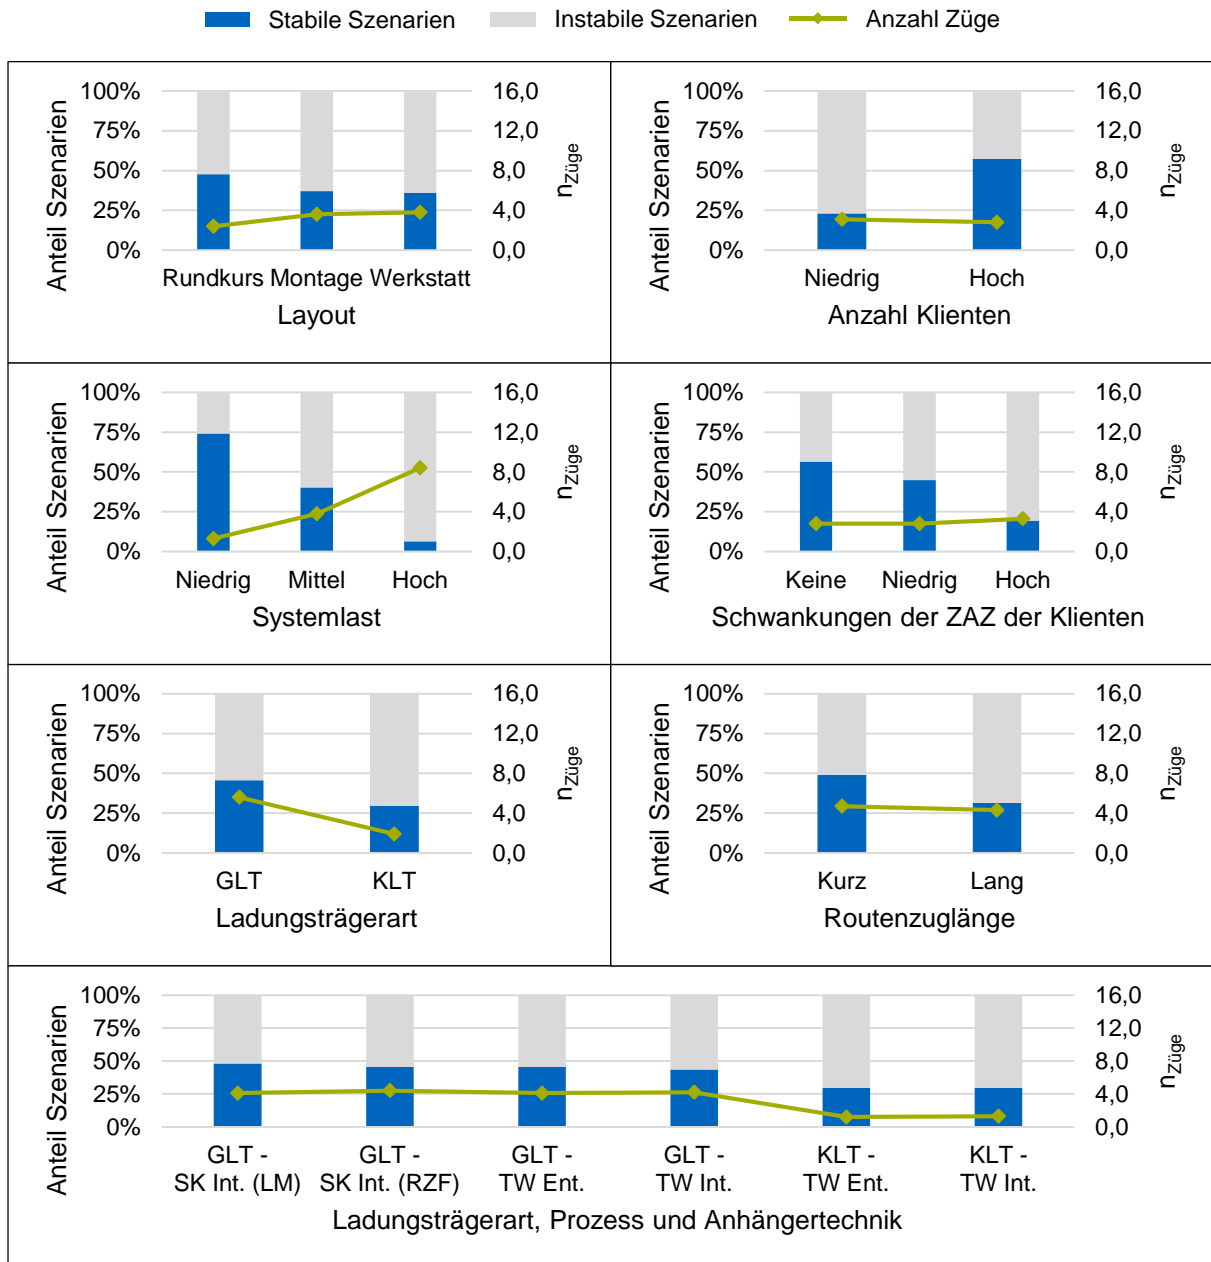 Stabile Szenarien Instabile Szenarien Anzahl Züge
Anteil Szenarien
100%
75%
50%
25%
0%
16,0
12,0
8,0
4,0
0,0
nZüge
Rundkurs Montage Werkstatt
Layout
Anteil Szenarien
100%
75%
50%
25%
0%
16,0
12,0
8,0
4,0
0,0
nZüge
Niedrig Hoch
Anzahl Klienten
Anteil Szenarien
100%
75%
50%
25%
0%
16,0
12,0
8,0
4,0
0,0
nZüge
Niedrig Mittel Hoch
Systemlast
Anteil Szenarien
100%
75%
50%
25%
0%
16,0
12,0
8,0
4,0
0,0
nZüge
Keine Niedrig Hoch
Schwankungen der ZAZ der Klienten
Anteil Szenarien
100%
75%
50%
25%
0%
16,0
12,0
8,0
4,0
0,0
nZüge
GLT KLT
Ladungsträgerart
Anteil Szenarien
100%
75%
50%
25%
0%
16,0
12,0
8,0
4,0
0,0
nZüge
Kurz Lang
Routenzuglänge
Anteil Szenarien
100%
75%
50%
25%
0%
16,0
12,0
8,0
4,0
0,0
nZüge
GLT - GLT - GLT - GLT - KLT - KLT -
SK Int. (LM) SK Int. (RZF) TW Ent. TW Int. TW Ent. TW Int.
Ladungsträgerart, Prozess und Anhängertechnik